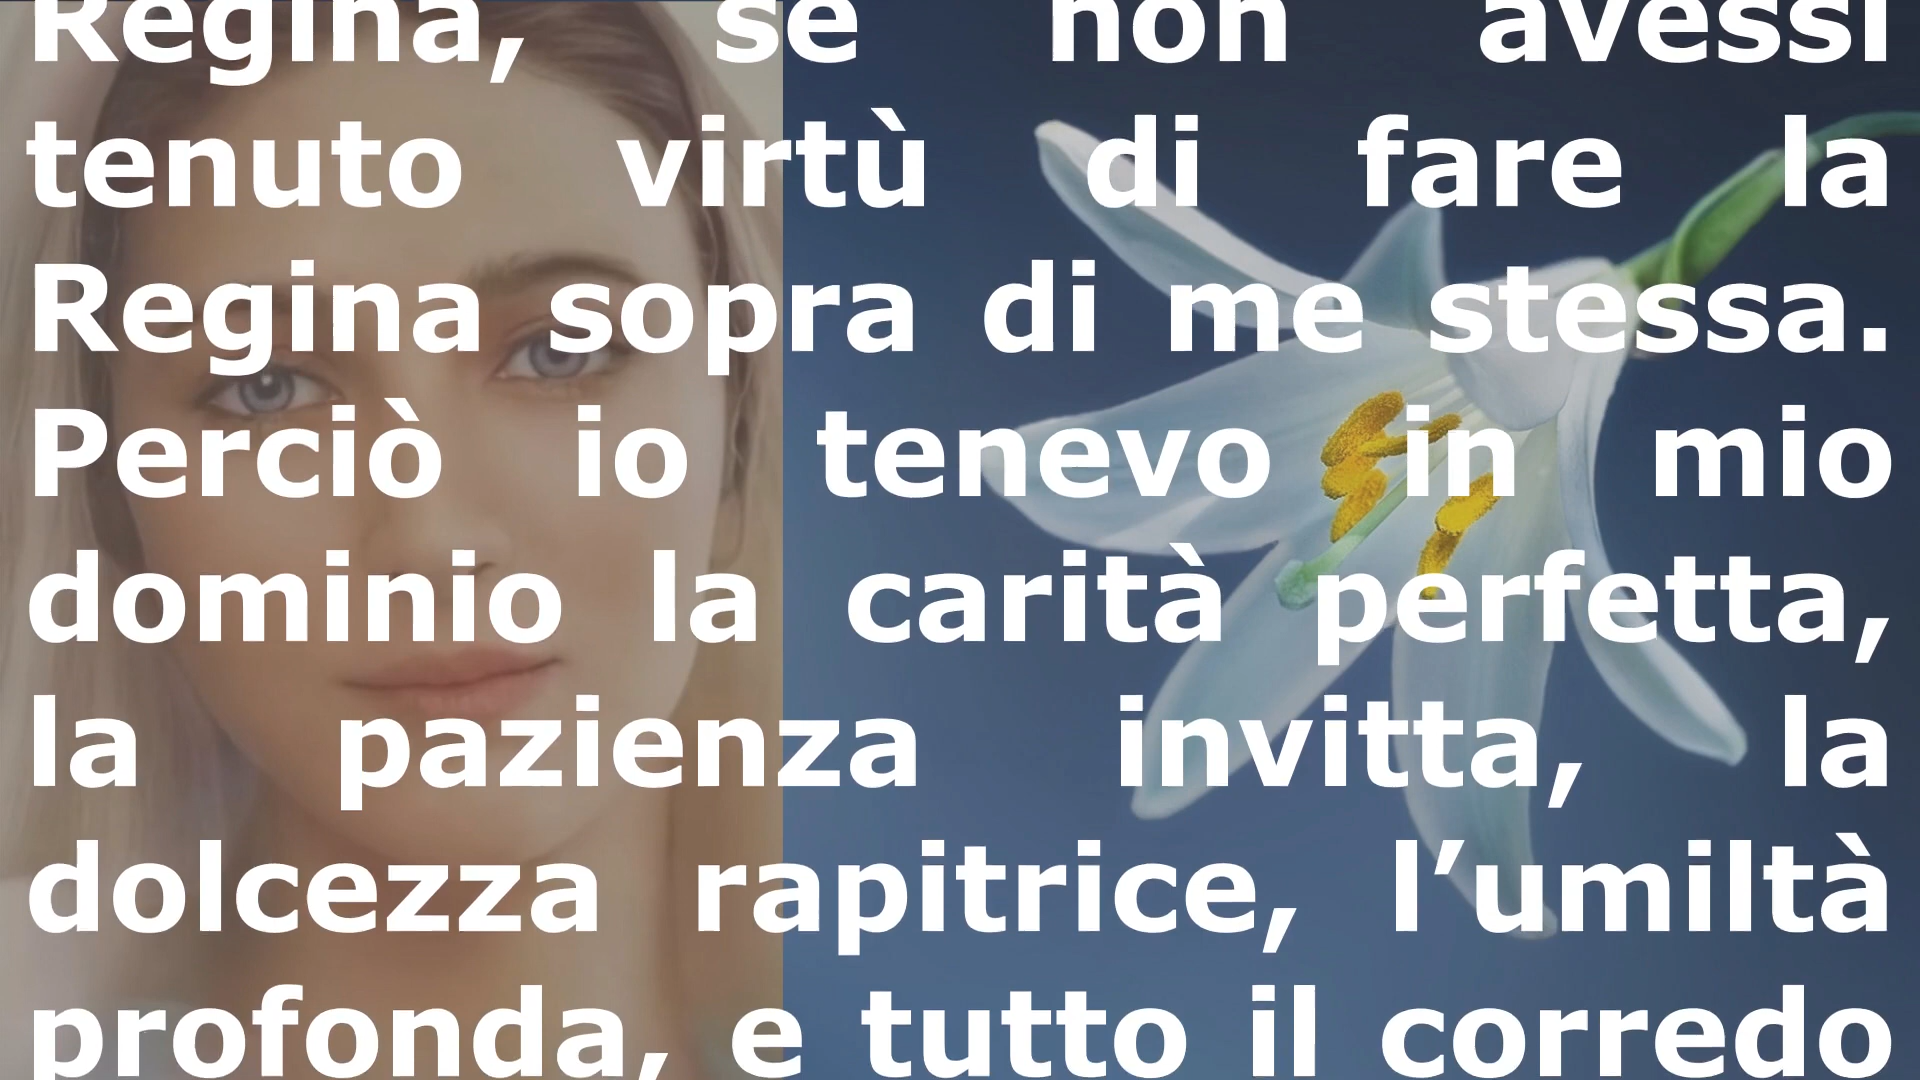 Regina, se non avessi
tenuto virtù di fare la
Regina sopra di me stessa.
Perciò io tenevo in mio
dominio la carità perfetta,
la pazienza invitta, la
dolcezza rapitrice, l’umiltà
profonda, e tutto il corredo